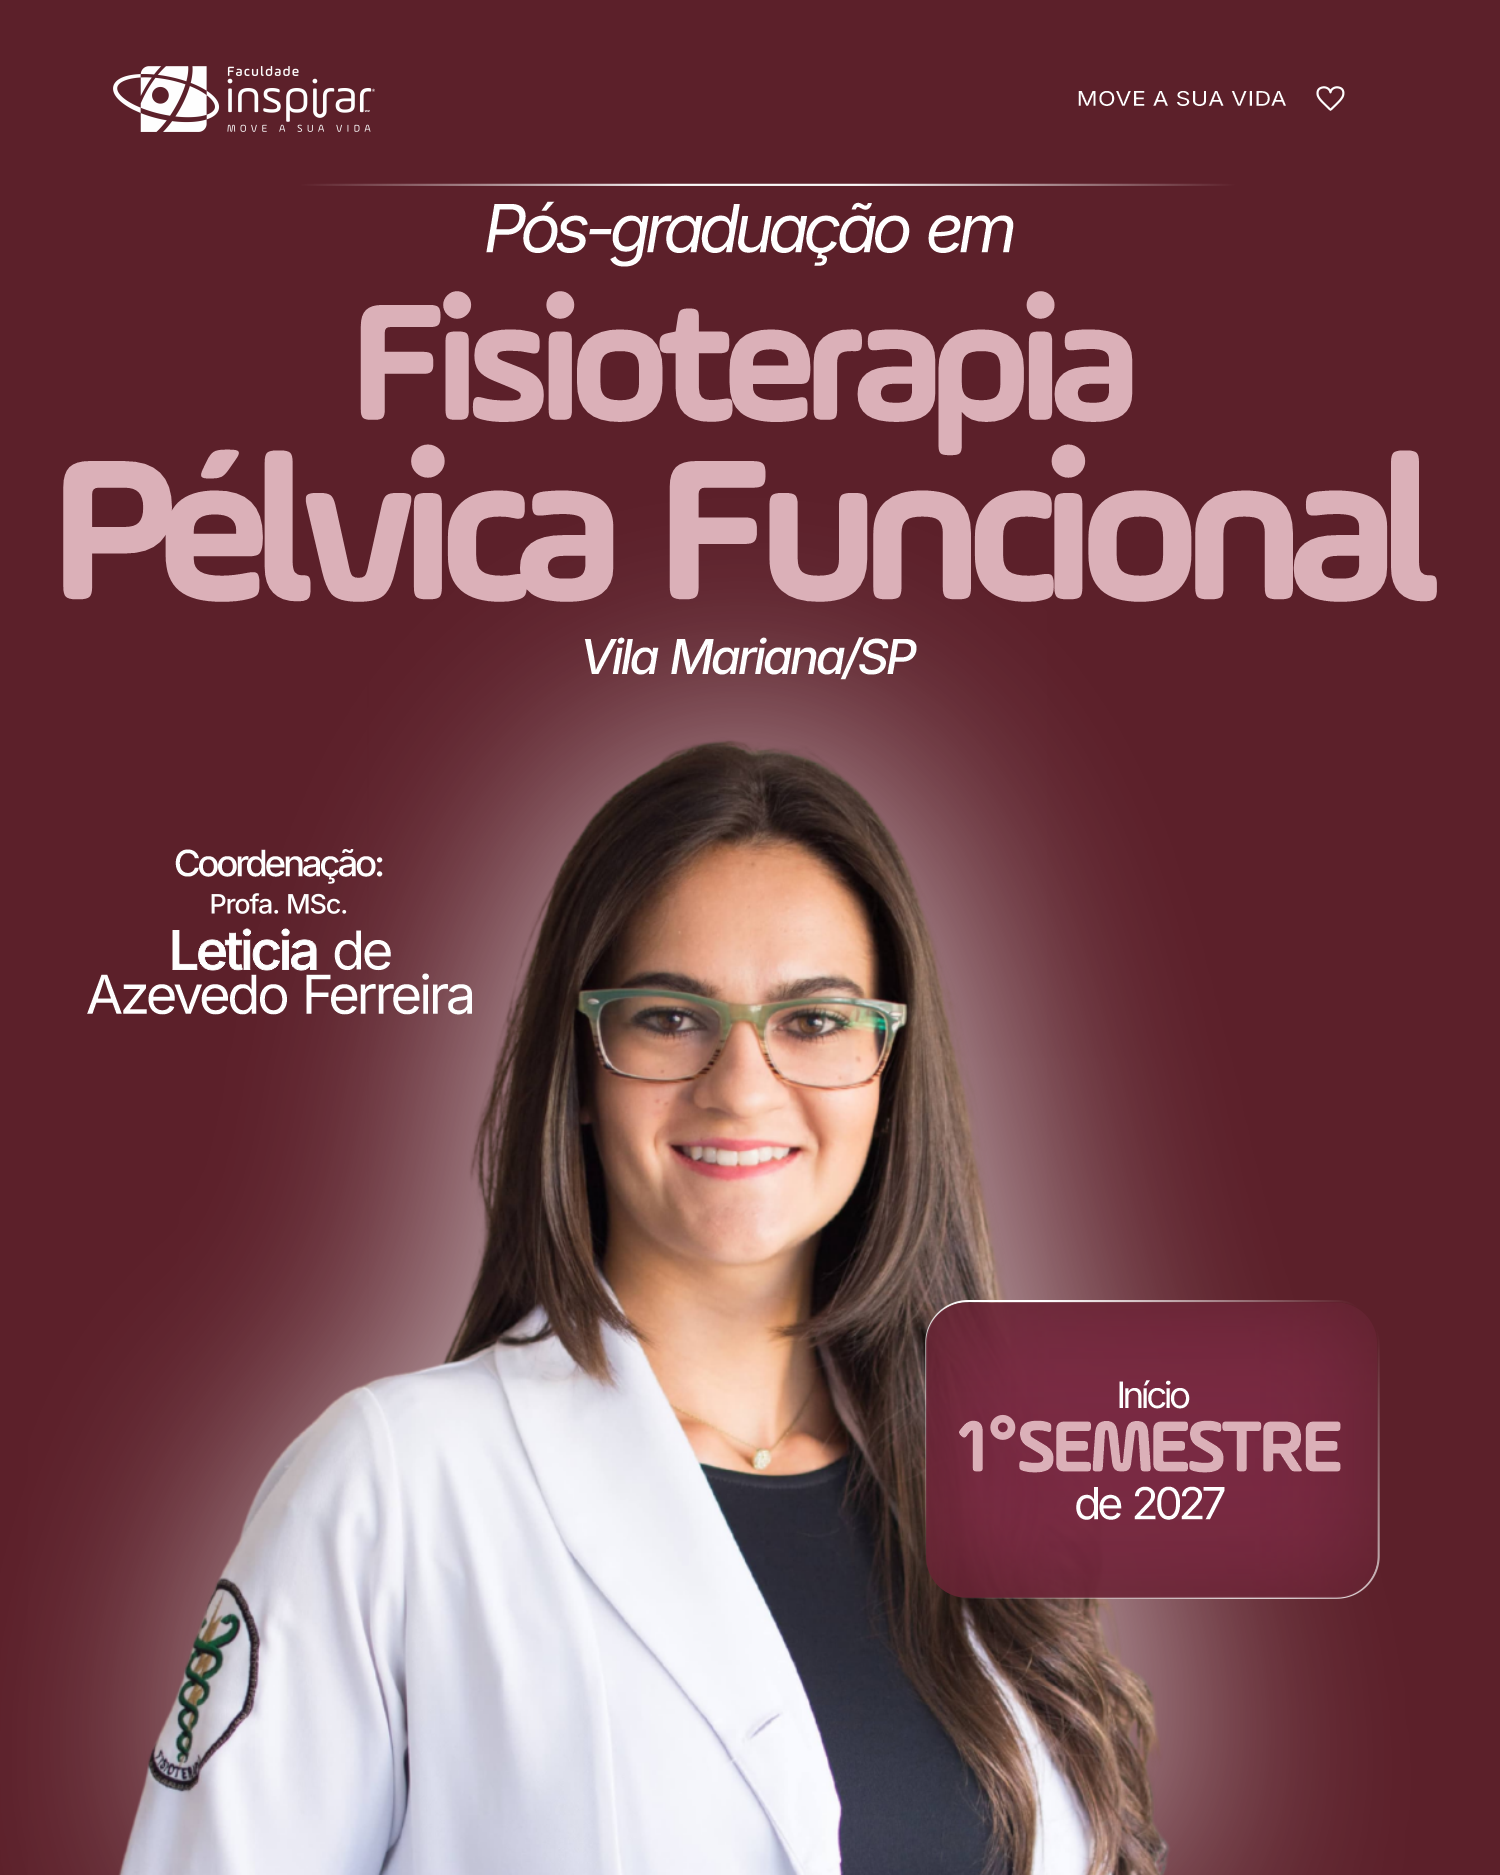 Faculdade
inspirar
MOVE A SUA VIDA
MOVE A SUA VIDA
Pós-graduação em
Fisioterapia
Pélvica Funcional
Vila Mariana/SP
Coordenação:
Profa. MSc.
Leticia de
Azevedo Ferreira
Início
1°SEMESTRE
de 2027